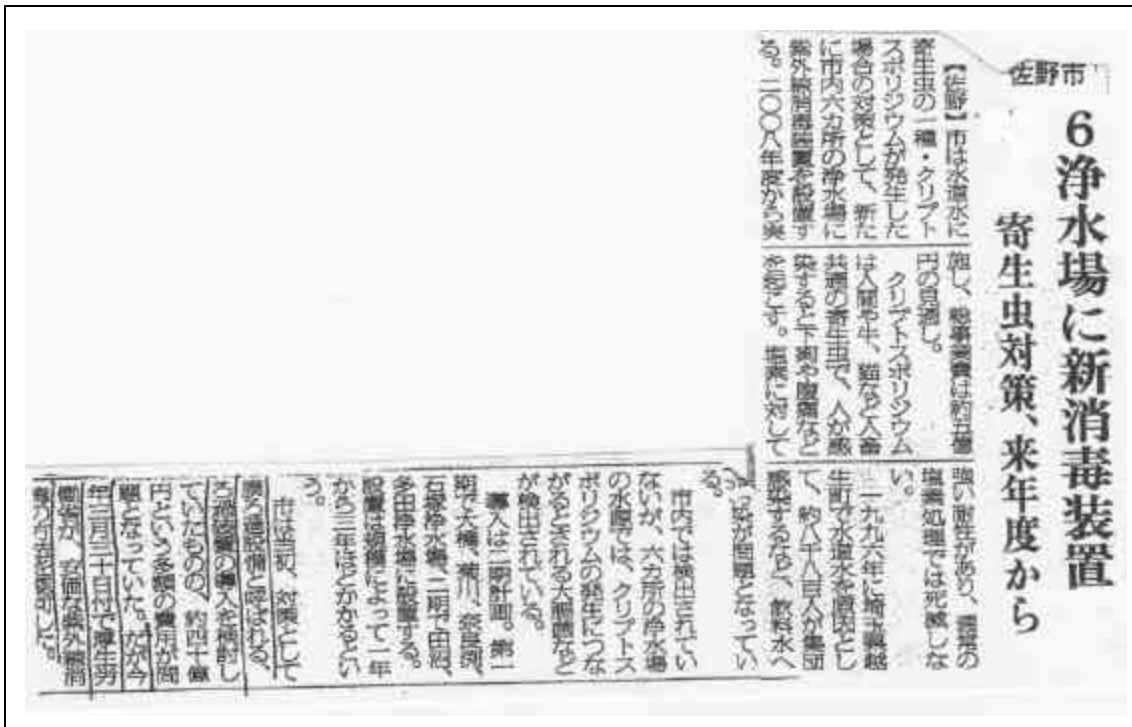 佐野市
6浄水場に新消毒装置
寄生虫対策、来年度から
【佐野】市は水道水に
寄生虫の一種・クリプト
スポリジウムが発生した
場合の対策として、新た
に市内六カ所の浄水場に
紫外線消毒装置を設置す
る。二〇〇八年度から実
施し、総事業費は約五億
円の見通し。
クリプトスポリジウム
は人間や牛、猫など人畜
共通の寄生虫で、人が感
染すると下痢や腹痛など
を起こす。塩素に対して
強い耐性があり、通常の
塩素処理では死滅しな
い。
一九九六年に埼玉県越
生町で水道水を原因とし
て、約八千八百人が集団
感染するなど、飲料水へ
が問題となってい
る。
市内では検出されてい
ないが、六カ所の浄水場
の水源では、クリプトス
ポリジウムの発生につな
がるとされる大腸菌など
が検出されている。
導入は二期計画。第一
期で大橋、菊川、奈良渕、
石塚浄水場、二期で田沼、
多田浄水場に設置する。
設置は規模によって一年
から三年ほどかかるとい
う。
市は当初、対策として
膜ろ過設備と呼ばれる、
ろ過装置の導入を検討し
ていたものの、約四十億
円という多額の費用が問
題となっていた。だが今
年三月三十日付で厚生労
働省が、安価な紫外線消
毒の